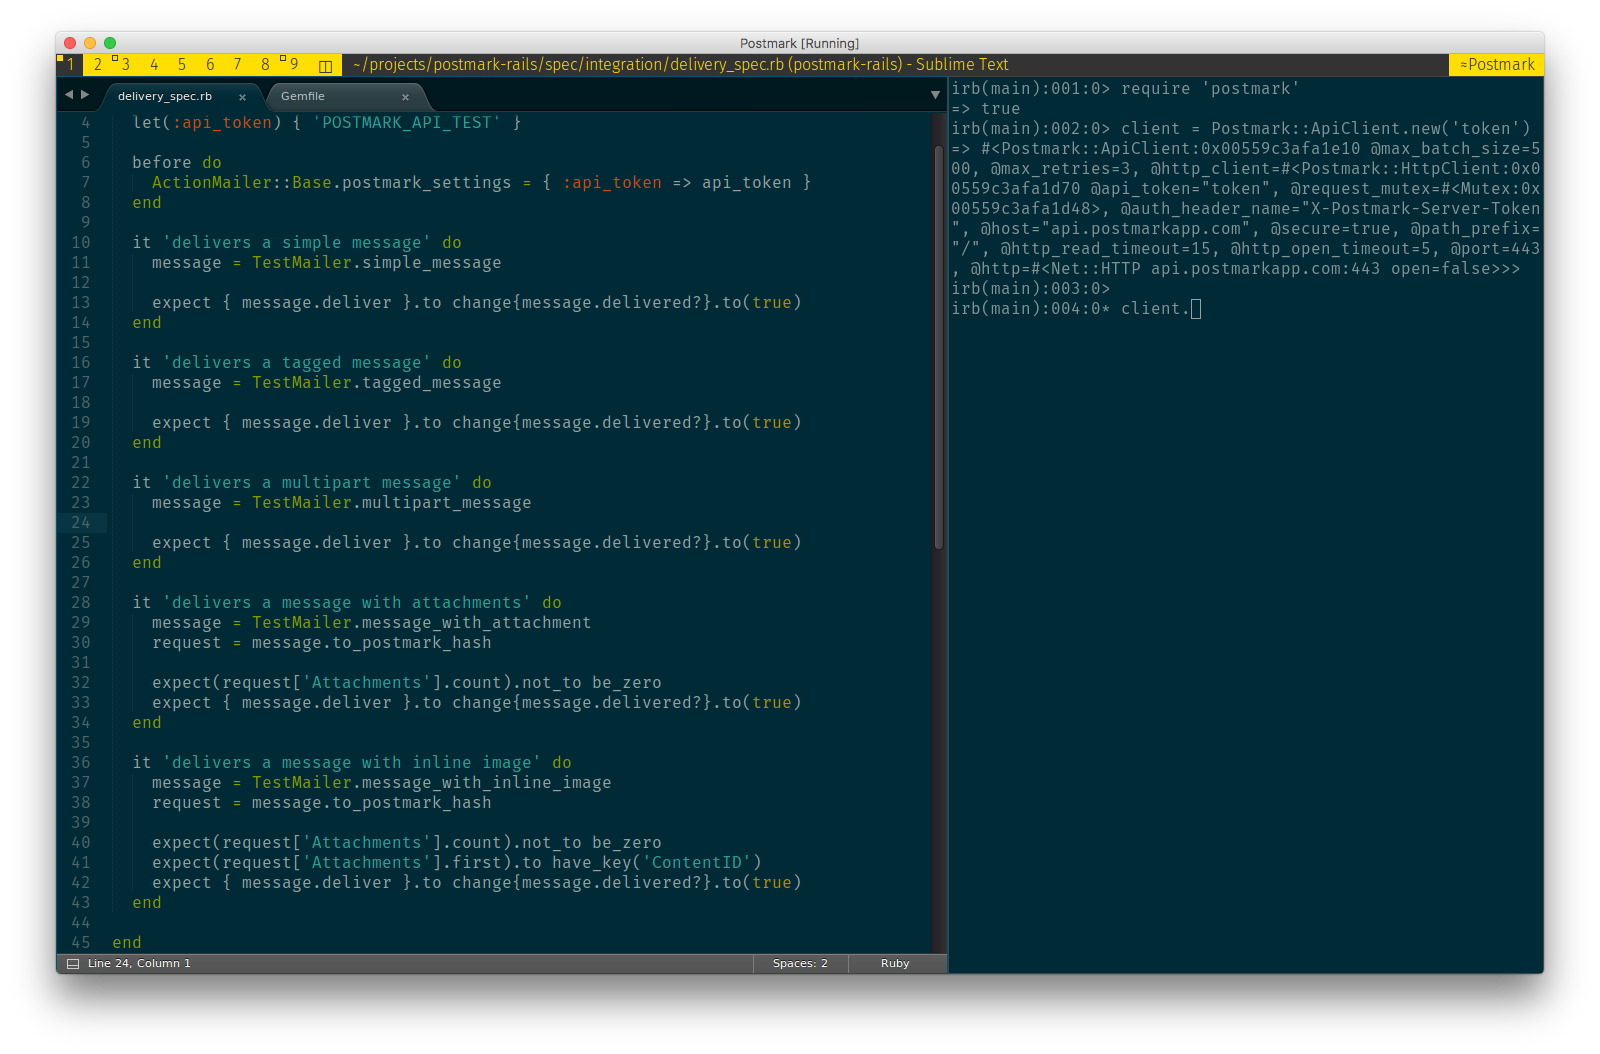 Postmark [Running]
1 2 3 4 5 6 7 8 9 ~/projects/postmark-rails/spec/integration/delivery_spec.rb (postmark-rails) - Sublime Text ≈Postmark
delivery_spec.rb × Gemfile ×
4 let(:api_token) { 'POSTMARK_API_TEST' }
5
6 before do
7 ActionMailer::Base.postmark_settings = { :api_token => api_token }
8 end
9
10 it 'delivers a simple message' do
11 message = TestMailer.simple_message
12
13 expect { message.deliver }.to change{message.delivered?}.to(true)
14 end
15
16 it 'delivers a tagged message' do
17 message = TestMailer.tagged_message
18
19 expect { message.deliver }.to change{message.delivered?}.to(true)
20 end
21
22 it 'delivers a multipart message' do
23 message = TestMailer.multipart_message
24
25 expect { message.deliver }.to change{message.delivered?}.to(true)
26 end
27
28 it 'delivers a message with attachments' do
29 message = TestMailer.message_with_attachment
30 request = message.to_postmark_hash
31
32 expect(request['Attachments'].count).not_to be_zero
33 expect { message.deliver }.to change{message.delivered?}.to(true)
34 end
35
36 it 'delivers a message with inline image' do
37 message = TestMailer.message_with_inline_image
38 request = message.to_postmark_hash
39
40 expect(request['Attachments'].count).not_to be_zero
41 expect(request['Attachments'].first).to have_key('ContentID')
42 expect { message.deliver }.to change{message.delivered?}.to(true)
43 end
44
45 end
Line 24, Column 1 Spaces: 2 Ruby
irb(main):001:0> require 'postmark'
=> true
irb(main):002:0> client = Postmark::ApiClient.new('token')
=> #<Postmark::ApiClient:0x00559c3afa1e10 @max_batch_size=5
00, @max_retries=3, @http_client=#<Postmark::HttpClient:0x0
0559c3afa1d70 @api_token="token", @request_mutex=#<Mutex:0x
00559c3afa1d48>, @auth_header_name="X-Postmark-Server-Token
", @host="api.postmarkapp.com", @secure=true, @path_prefix=
"/", @http_read_timeout=15, @http_open_timeout=5, @port=443
, @http=#<Net::HTTP api.postmarkapp.com:443 open=false>>>
irb(main):003:0>
irb(main):004:0* client.